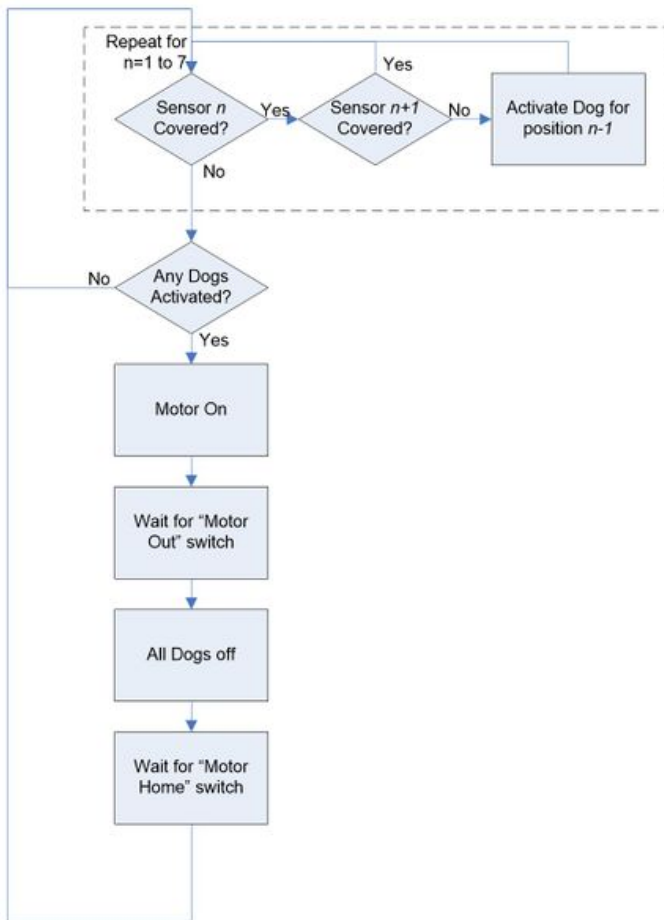 Repeat for
n=1 to 7
Sensor n
Covered?
Yes
Sensor n+1
Covered?
Yes
No
Activate Dog for
position n-1
No
Any Dogs
Activated?
No
Yes
Motor On
Wait for “Motor
Out” switch
All Dogs off
Wait for “Motor
Home” switch